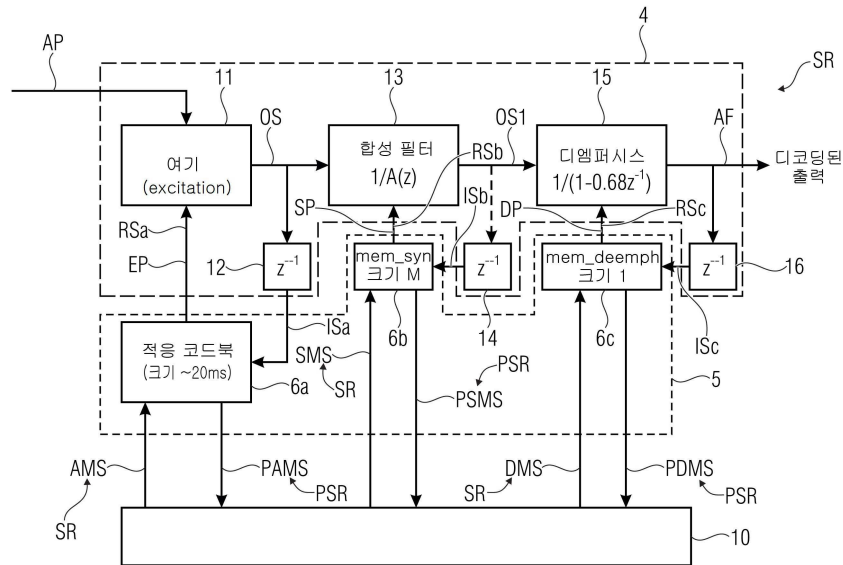 4
AP
11
13
15
SR
OS
OS1
AF
여기
(excitation)
합성 필터
1/A(z)
디엠퍼시스
1/(1-0.68z⁻¹)
디코딩된
출력
RSb
ISb
SP
DP
RSc
RSa
EP
12
z⁻⁻¹
mem_syn
크기 M
z⁻⁻¹
mem_deemph
크기 1
z⁻⁻¹
16
ISa
6b
14
6c
ISc
적응 코드북
(크기 ~20ms)
6a
SMS
SR
PSR
PSMS
5
AMS
SR
PAMS
PSR
DMS
SR
PDMS
PSR
10